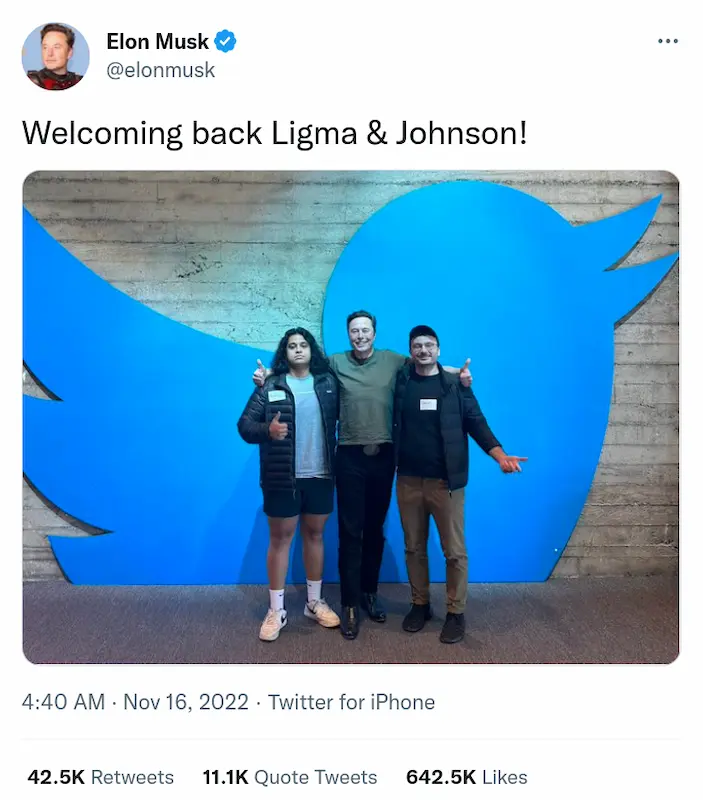 Elon Musk
@elonmusk
Welcoming back Ligma & Johnson!
4:40 AM · Nov 16, 2022 · Twitter for iPhone
42.5K Retweets 11.1K Quote Tweets 642.5K Likes